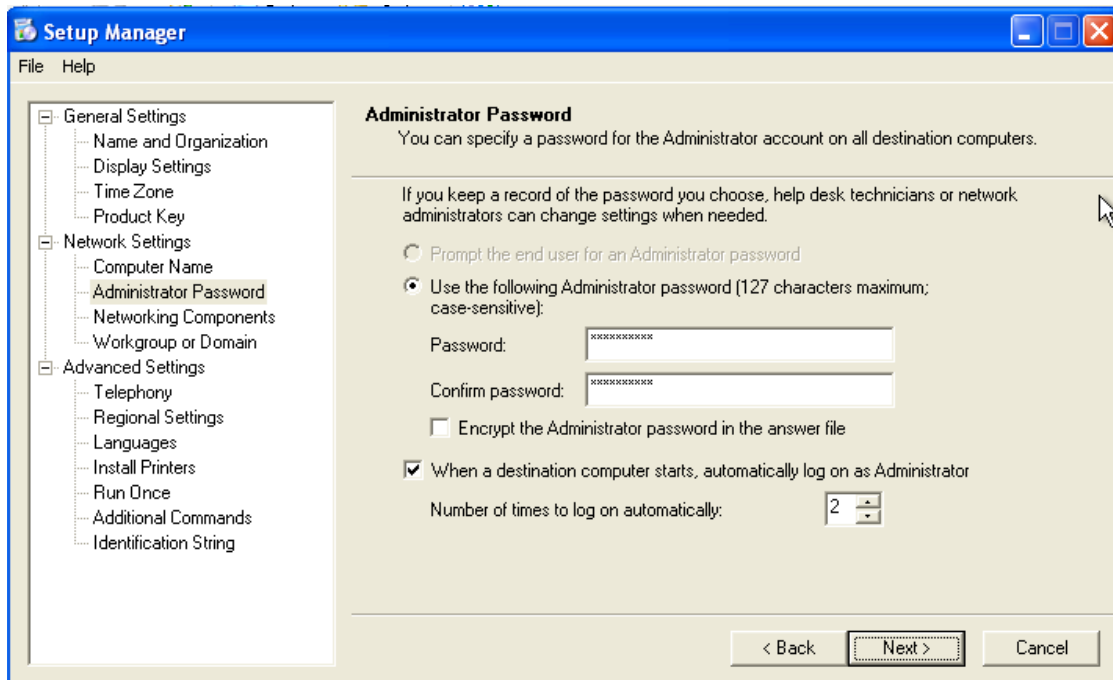 Setup Manager
File Help
General Settings
Name and Organization
Display Settings
Time Zone
Product Key
Network Settings
Computer Name
Administrator Password
Networking Components
Workgroup or Domain
Advanced Settings
Telephony
Regional Settings
Languages
Install Printers
Run Once
Additional Commands
Identification String
Administrator Password
You can specify a password for the Administrator account on all destination computers.
If you keep a record of the password you choose, help desk technicians or network
administrators can change settings when needed.
Prompt the end user for an Administrator password
Use the following Administrator password (127 characters maximum;
case-sensitive):
Password: **********
Confirm password: **********
Encrypt the Administrator password in the answer file
When a destination computer starts, automatically log on as Administrator
Number of times to log on automatically: 2
< Back Next > Cancel